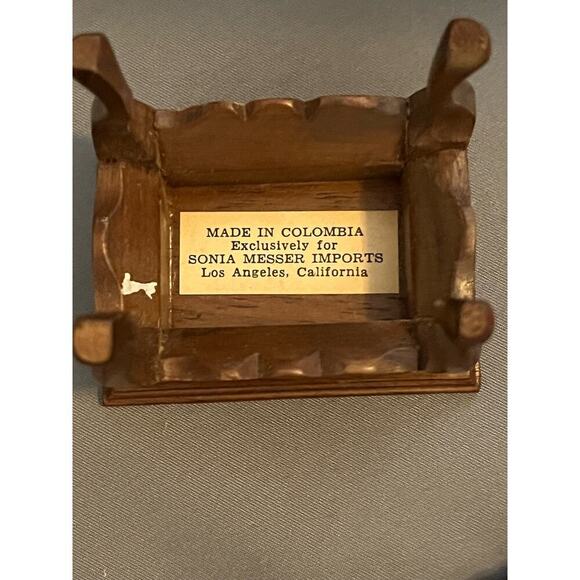 MADE IN COLOMBIA
Exclusively for
SONIA MESSER IMPORTS
Los Angeles, California